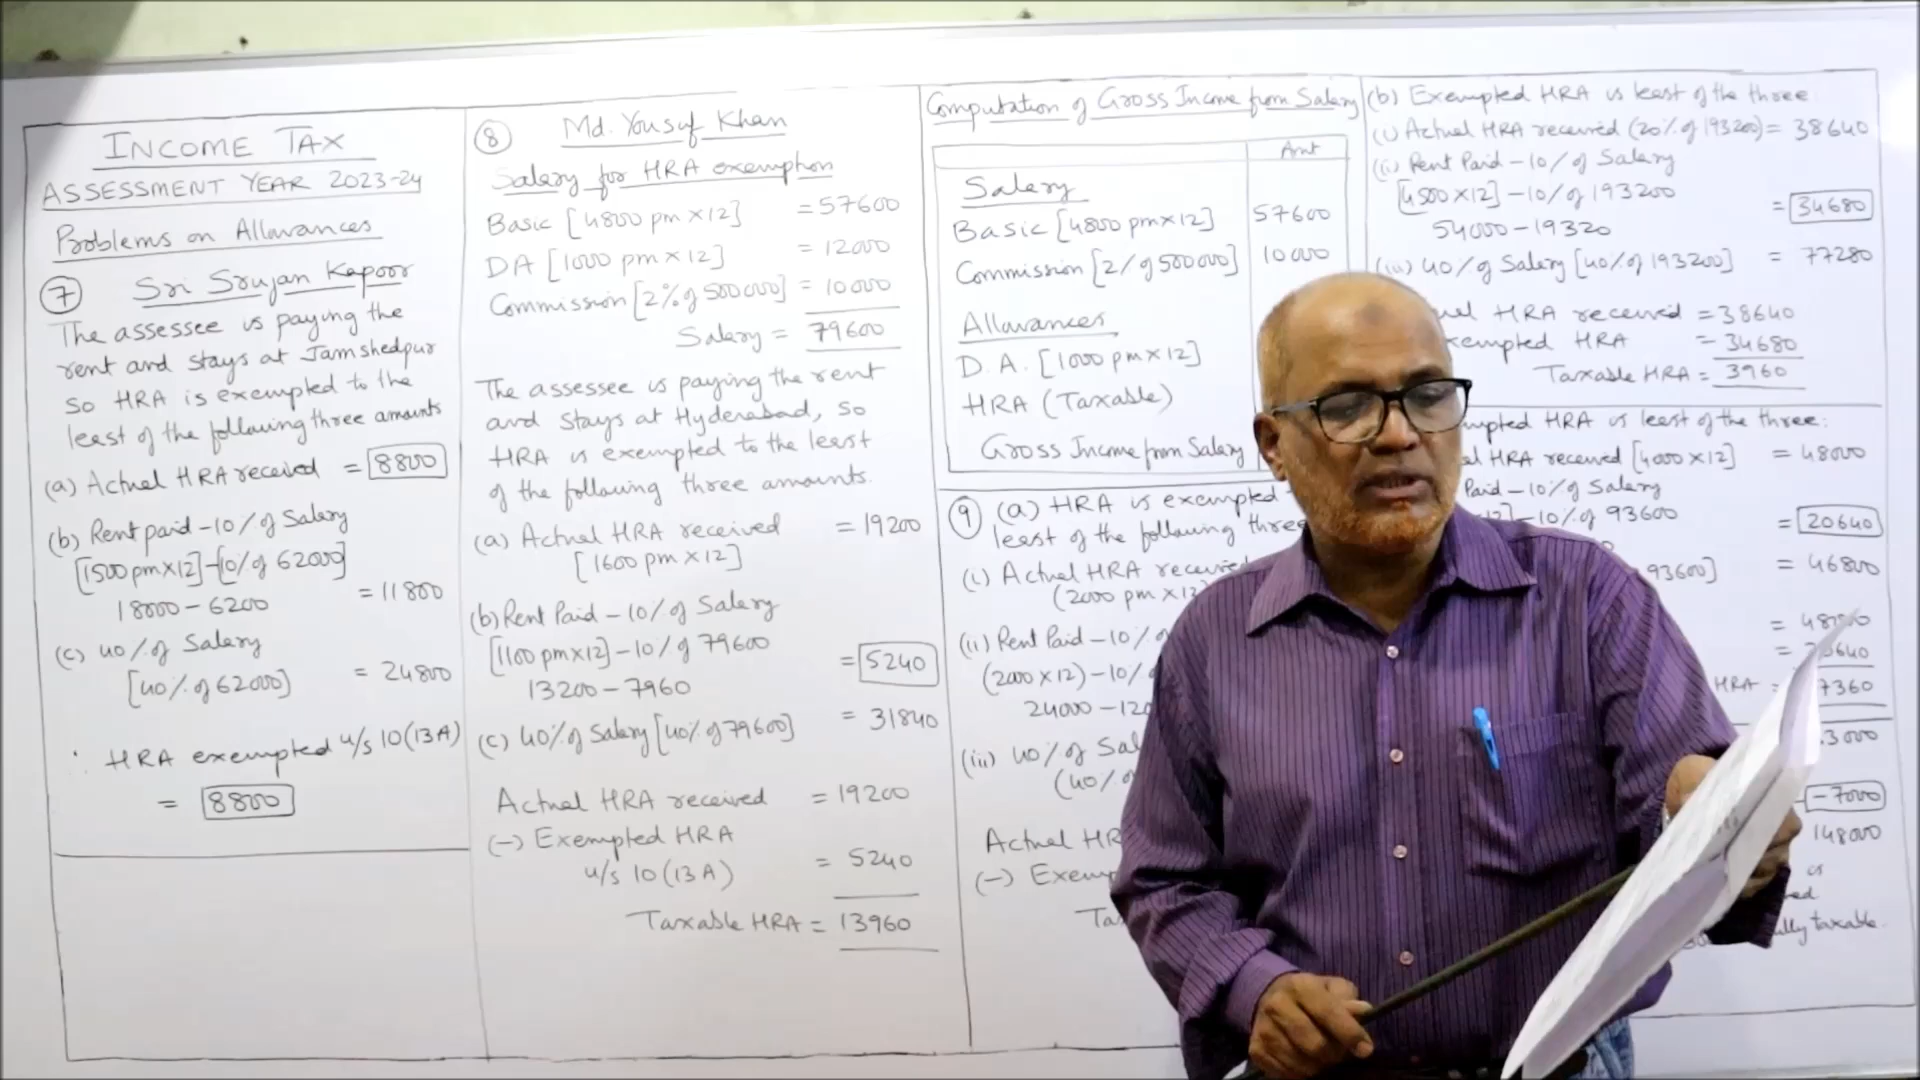 INCOME TAX
ASSESSMENT YEAR 2023-24
Problems on Allowances
7 Sri Srujan Kapoor
The assessee is paying the
rent and stays at Jamshedpur
so HRA is exempted to the
least of the following three amounts
(a) Actual HRA received = 8800
(b) Rent paid - 10% of Salary
[1500 pm × 12] - [10% of 62000]
18000 - 6200 = 11800
(c) 40% of Salary
[40% of 62000] = 24800
∴ HRA exempted u/s 10(13A)
= 8800
8 Md. Yousuf Khan
Salary for HRA exemption
Basic [4800 pm × 12] = 57600
DA [1000 pm × 12] = 12000
Commission [2% of 500000] = 10000
Salary = 79600
The assessee is paying the rent
and stays at Hyderabad, so
HRA is exempted to the least
of the following three amounts.
(a) Actual HRA received = 19200
[1600 pm × 12]
(b) Rent Paid - 10% of Salary
[1100 pm × 12] - 10% of 79600
13200 - 7960 = 5240
(c) 40% of Salary [40% of 79600] = 31840
Actual HRA received = 19200
(-) Exempted HRA
u/s 10(13A) = 5240
Taxable HRA = 13960
Computation of Gross Income from Salary
Amt
Salary
Basic [4800 pm × 12] 57600
Commission [2% of 500000] 10000
Allowances
D.A. [1000 pm × 12]
HRA (Taxable)
Gross Income from Salary
9 (a) HRA is exempted
least of the following three
(i) Actual HRA
(2000 pm × 12
(ii) Rent Paid - 10%
(2000 × 12) - 10%
24000 -
(iii) 40% of
(40%
Actual
(-)
(b) Exempted HRA is least of the three:
(i) Actual HRA received (20% of 193200) = 38640
(ii) Rent Paid - 10% of Salary
[4500 × 12] - 10% of 193200 = 34680
54000 - 19320
(iii) 40% of Salary [40% of 193200] = 77280
HRA received = 38640
HRA = 34680
Taxable HRA = 3960
HRA is least of the three:
HRA received [4000 × 12] = 48000
Paid - 10% of Salary
- 10% of 93600 = 20640
93600] = 46800
=
=
HRA = 7360
-7000
148000
taxable.